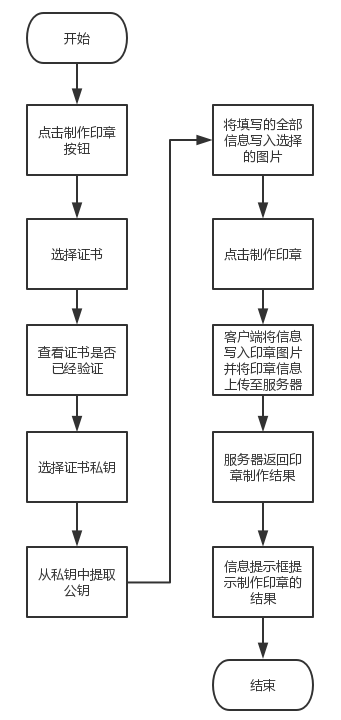 开始
点击制作印章
按钮
选择证书
查看证书是否
已经验证
选择证书私钥
从私钥中提取
公钥
将填写的全部
信息写入选择
的图片
点击制作印章
客户端将信息
写入印章图片
并将印章信息
上传至服务器
服务器返回印
章制作结果
信息提示框提
示制作印章的
结果
结束